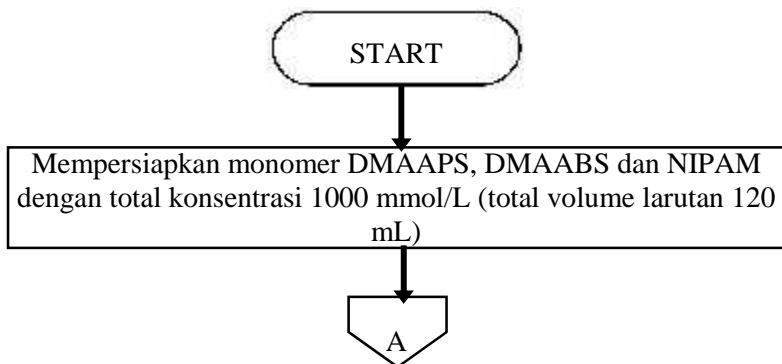 START
Mempersiapkan monomer DMAAPS, DMAABS dan NIPAM
dengan total konsentrasi 1000 mmol/L (total volume larutan 120
mL)
A